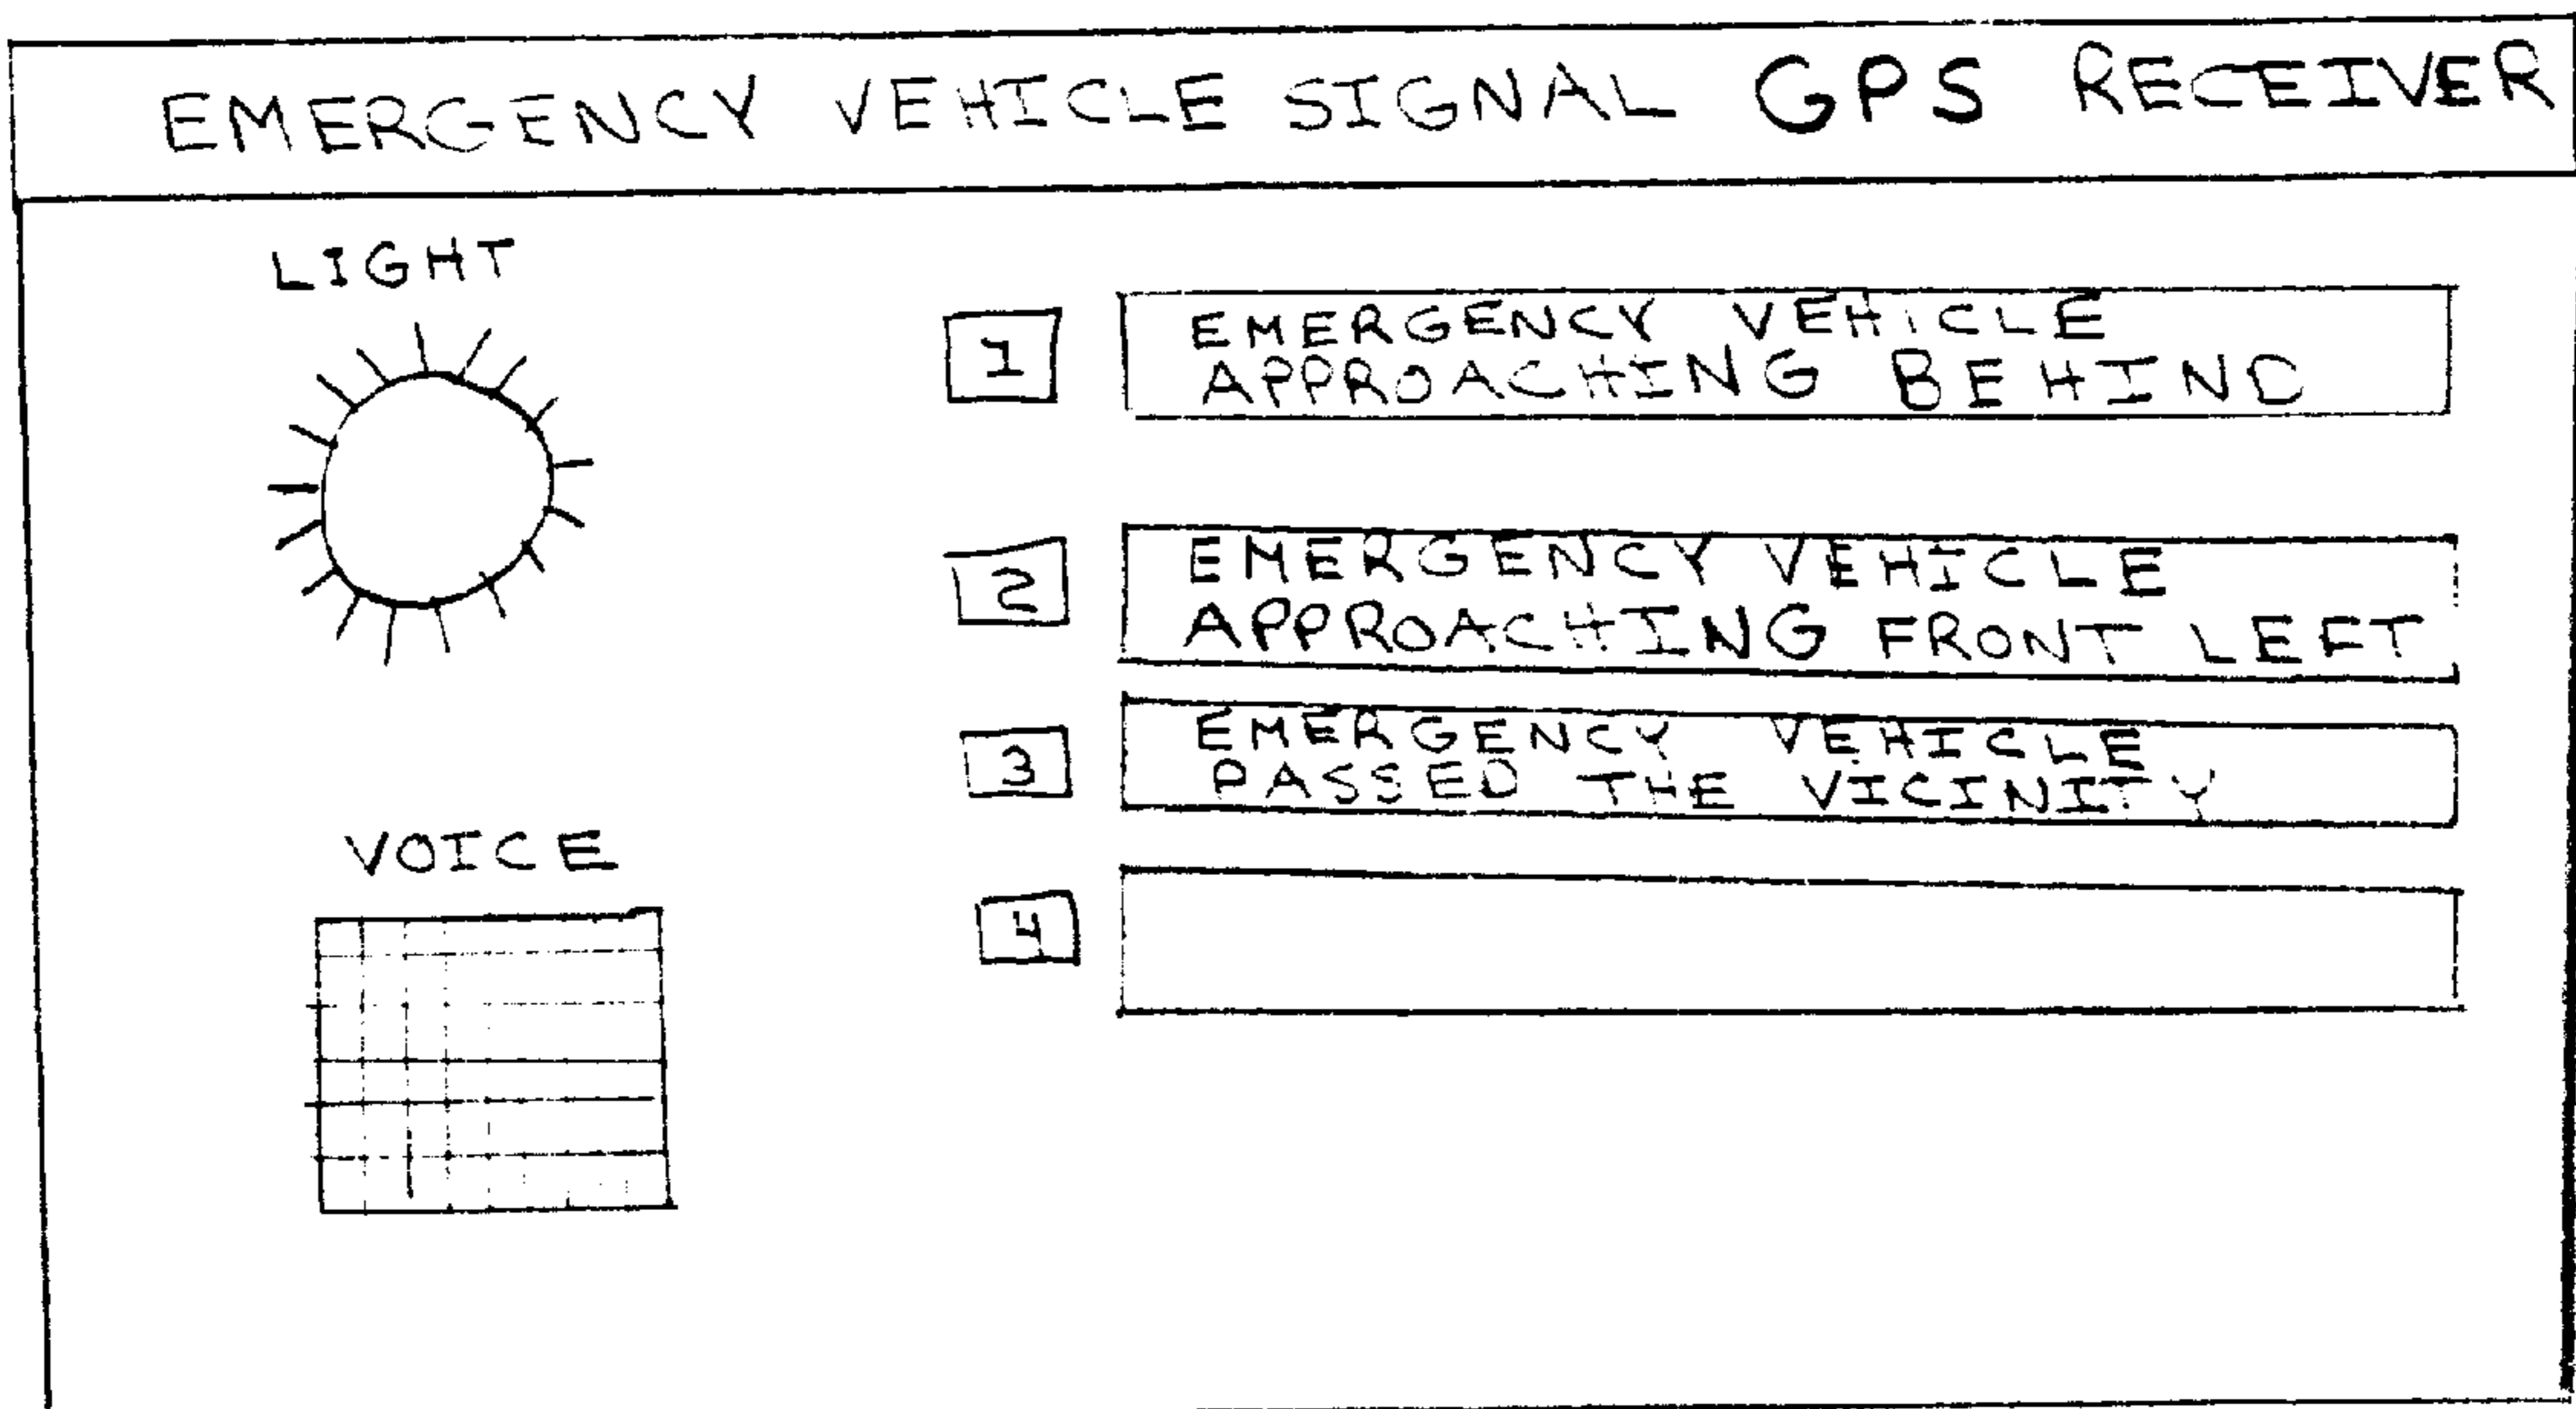 EMERGENCY VEHICLE SIGNAL GPS RECEIVER
LIGHT
1
EMERGENCY VEHICLE
APPROACHING BEHIND
2
EMERGENCY VEHICLE
APPROACHING FRONT LEFT
3
EMERGENCY VEHICLE
PASSED THE VICINITY
VOICE
4